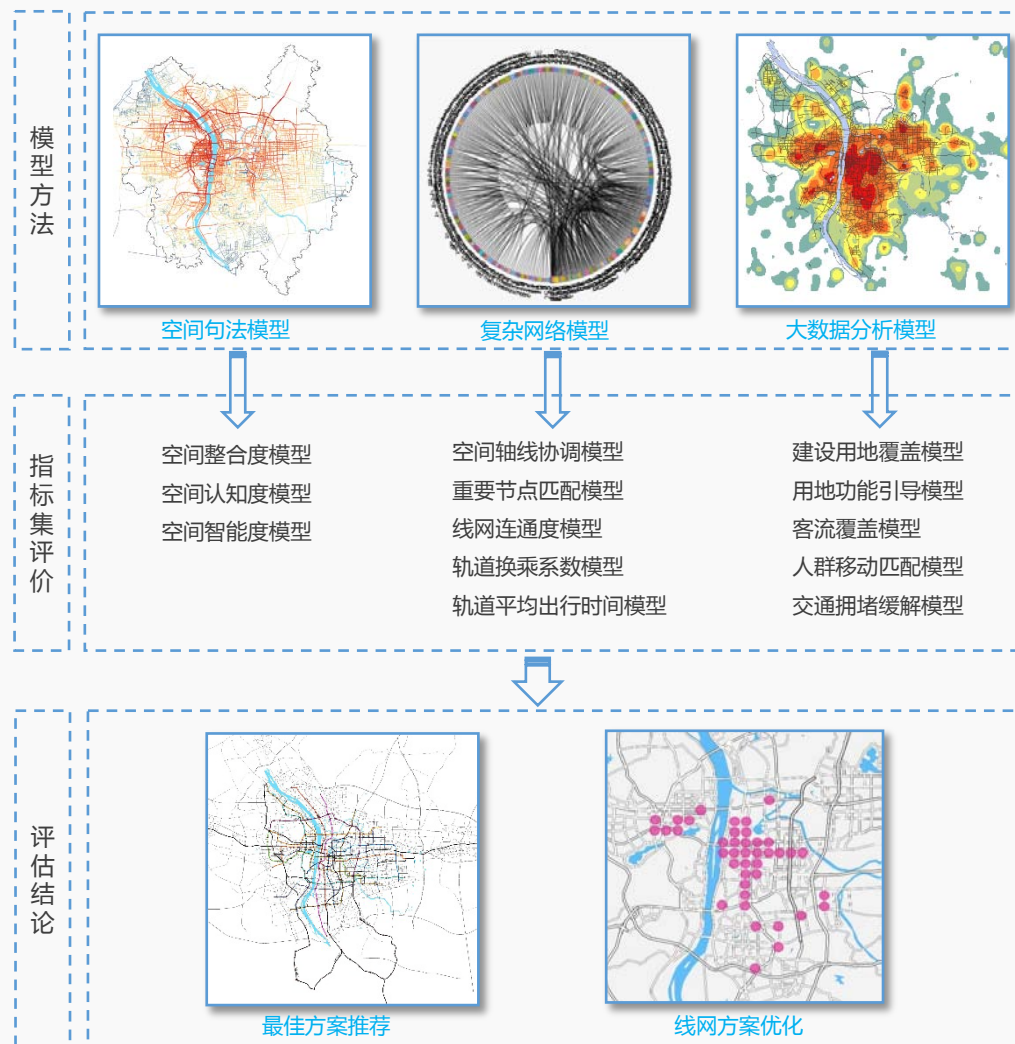 模型方法
空间句法模型
复杂网络模型
大数据分析模型
指标集评价
空间整合度模型
空间认知度模型
空间智能度模型
空间轴线协调模型
重要节点匹配模型
线网连通度模型
轨道换乘系数模型
轨道平均出行时间模型
建设用地覆盖模型
用地功能引导模型
客流覆盖模型
人群移动匹配模型
交通拥堵缓解模型
评估结论
最佳方案推荐
线网方案优化